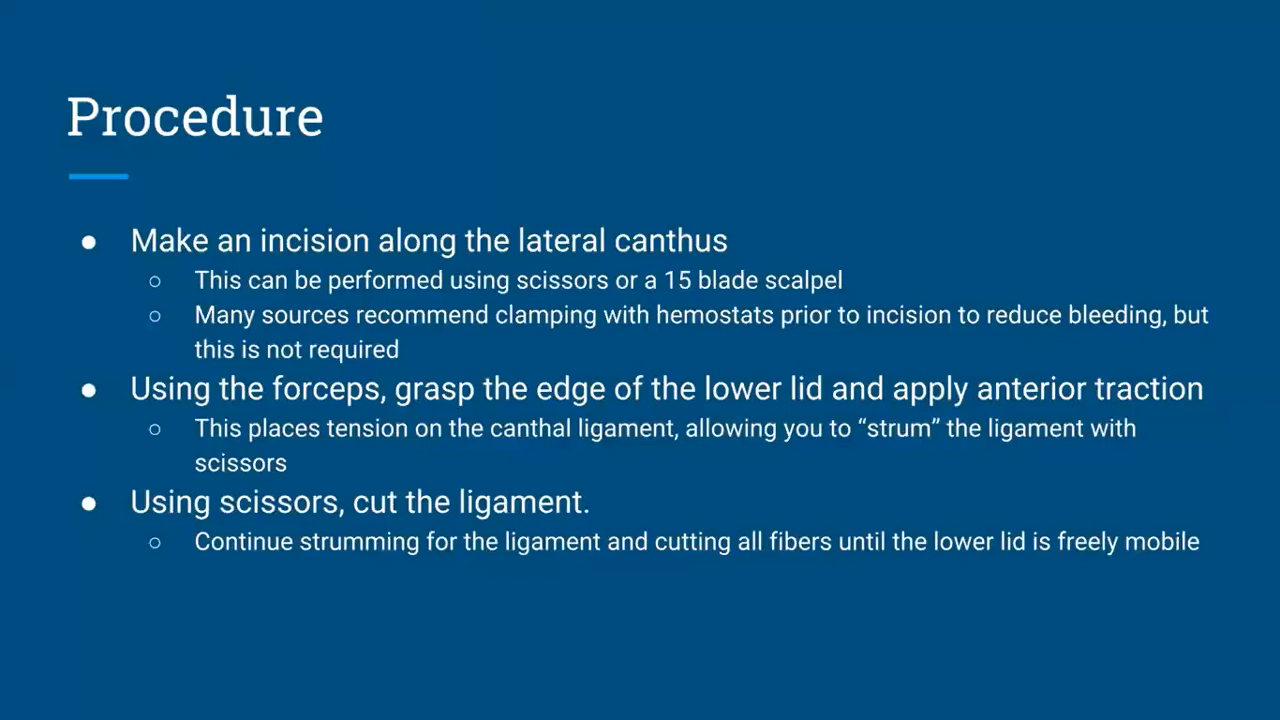 Procedure
● Make an incision along the lateral canthus
○ This can be performed using scissors or a 15 blade scalpel
○ Many sources recommend clamping with hemostats prior to incision to reduce bleeding, but
this is not required
● Using the forceps, grasp the edge of the lower lid and apply anterior traction
○ This places tension on the canthal ligament, allowing you to “strum” the ligament with
scissors
● Using scissors, cut the ligament.
○ Continue strumming for the ligament and cutting all fibers until the lower lid is freely mobile